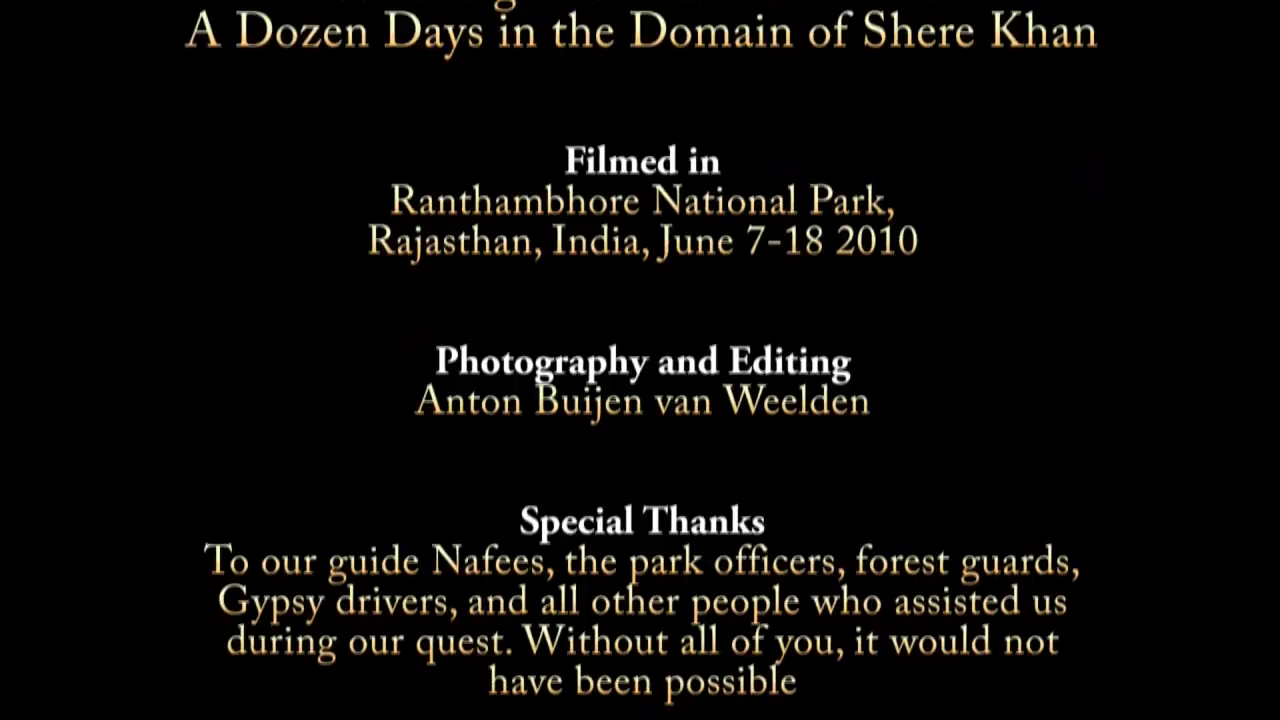 A Dozen Days in the Domain of Shere Khan
Filmed in
Ranthambhore National Park,
Rajasthan, India, June 7-18 2010
Photography and Editing
Anton Buijen van Weelden
Special Thanks
To our guide Nafees, the park officers, forest guards,
Gypsy drivers, and all other people who assisted us
during our quest. Without all of you, it would not
have been possible